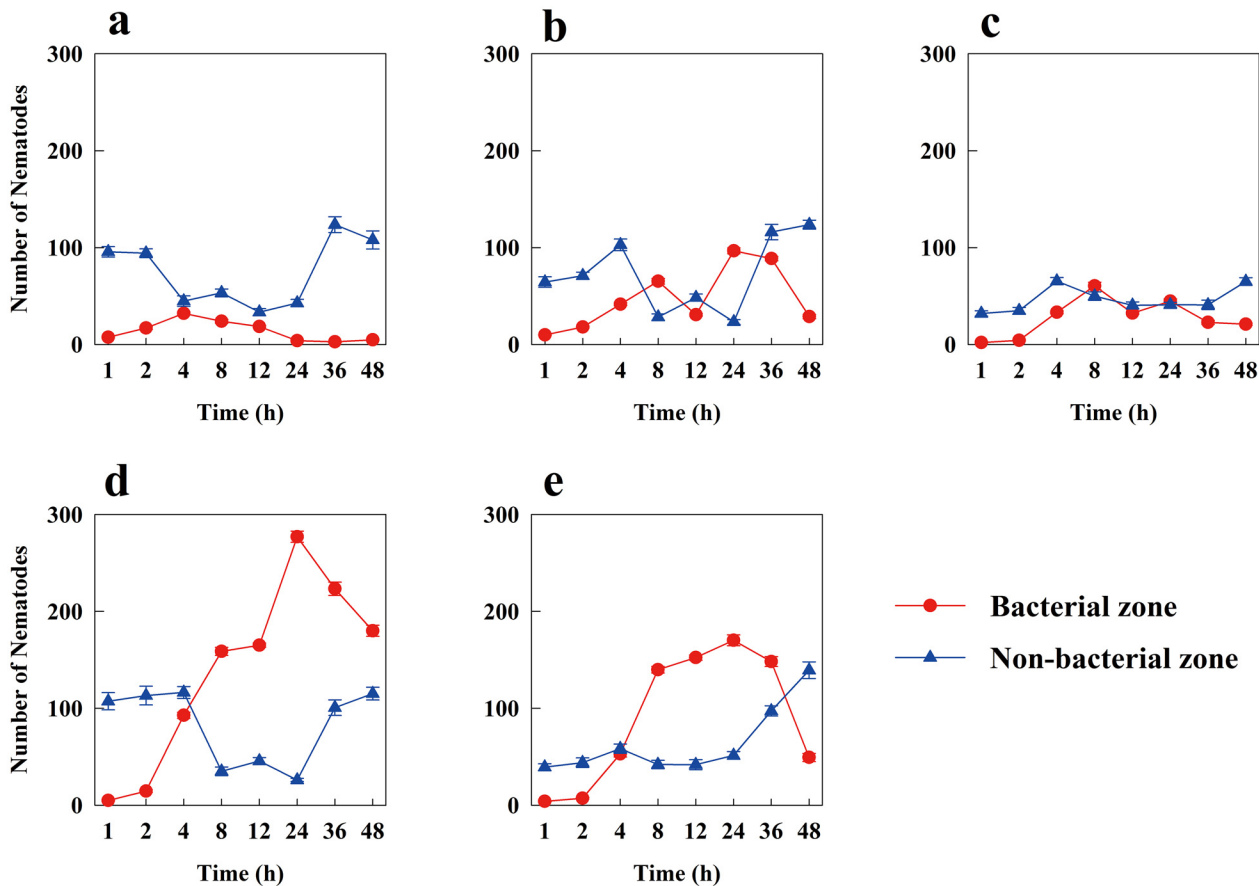 a
b
c
Number of Nematodes
300
200
100
0
1 2 4 8 12 24 36 48
Time (h)
300
200
100
0
1 2 4 8 12 24 36 48
Time (h)
300
200
100
0
1 2 4 8 12 24 36 48
Time (h)
d
e
Number of Nematodes
300
200
100
0
1 2 4 8 12 24 36 48
Time (h)
300
200
100
0
1 2 4 8 12 24 36 48
Time (h)
Bacterial zone
Non-bacterial zone